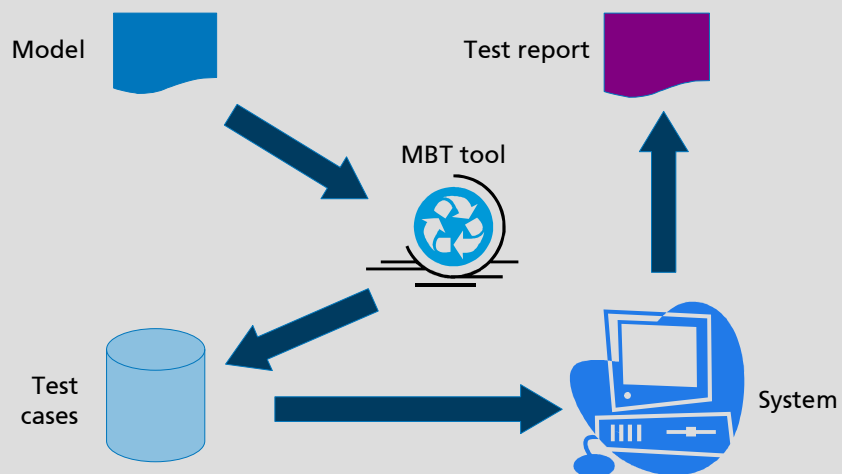 Model
Test report
MBT tool
Test
cases
System